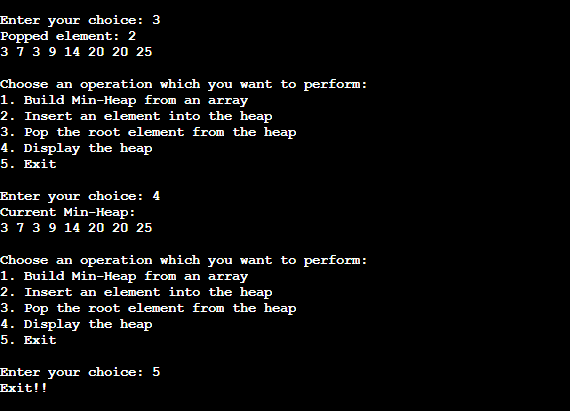 Enter your choice: 3
Popped element: 2
3 7 3 9 14 20 20 25
Choose an operation which you want to perform:
1. Build Min-Heap from an array
2. Insert an element into the heap
3. Pop the root element from the heap
4. Display the heap
5. Exit
Enter your choice: 4
Current Min-Heap:
3 7 3 9 14 20 20 25
Choose an operation which you want to perform:
1. Build Min-Heap from an array
2. Insert an element into the heap
3. Pop the root element from the heap
4. Display the heap
5. Exit
Enter your choice: 5
Exit!!